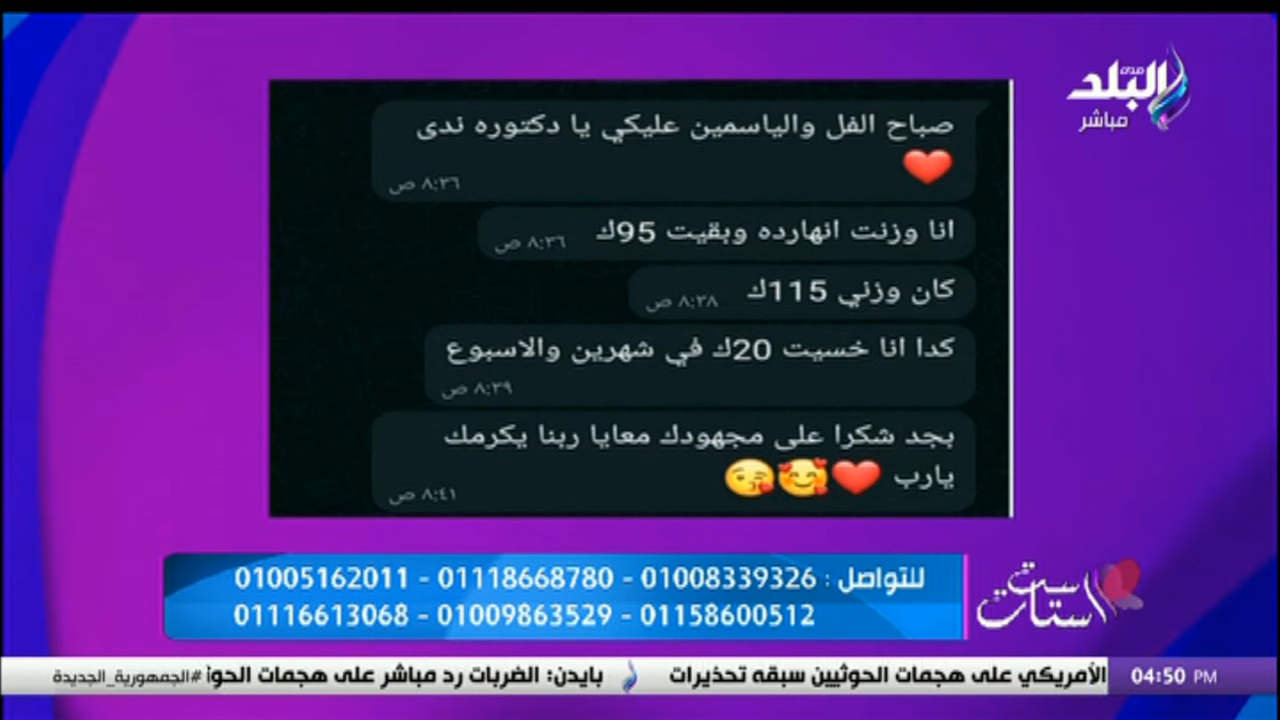 صدى
البلد
مباشر
صباح الفل والياسمين عليكي يا دكتوره ندى
❤️
٨:٣٦ ص
انا وزنت انهارده وبقيت 95ك
٨:٣٦ ص
كان وزني 115ك
٨:٣٨ ص
كدا انا خسيت 20ك في شهرين والاسبوع
٨:٣٩ ص
بجد شكرا على مجهودك معايا ربنا يكرمك
يارب ❤️🥰😘
٨:٤١ ص
للتواصل : 01008339326 - 01118668780 - 01005162011
01158600512 - 01009863529 - 01116613068
ست
الستات
الأمريكي على هجمات الحوثيين سبقه تحذيرات بايدن: الضربات رد مباشر على هجمات الحوثي
#الجمهورية_الجديدة
04:50 PM